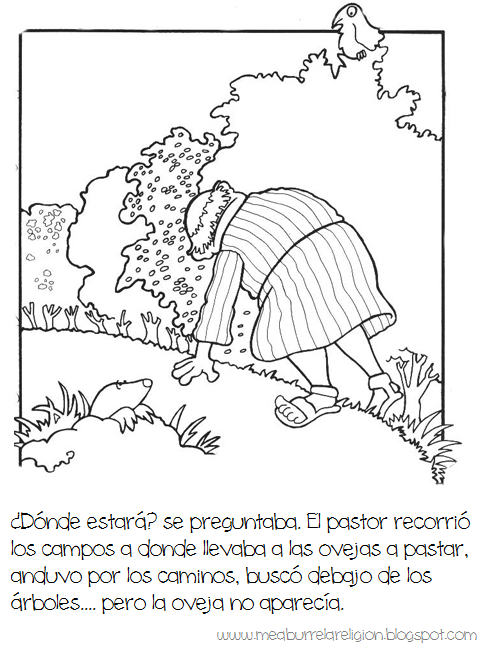 ¿Dónde estará? se preguntaba. El pastor recorrió
los campos a donde llevaba a las ovejas a pastar,
anduvo por los caminos, buscó debajo de los
árboles.... pero la oveja no aparecía.
www.meaburrelareligion.blogspot.com